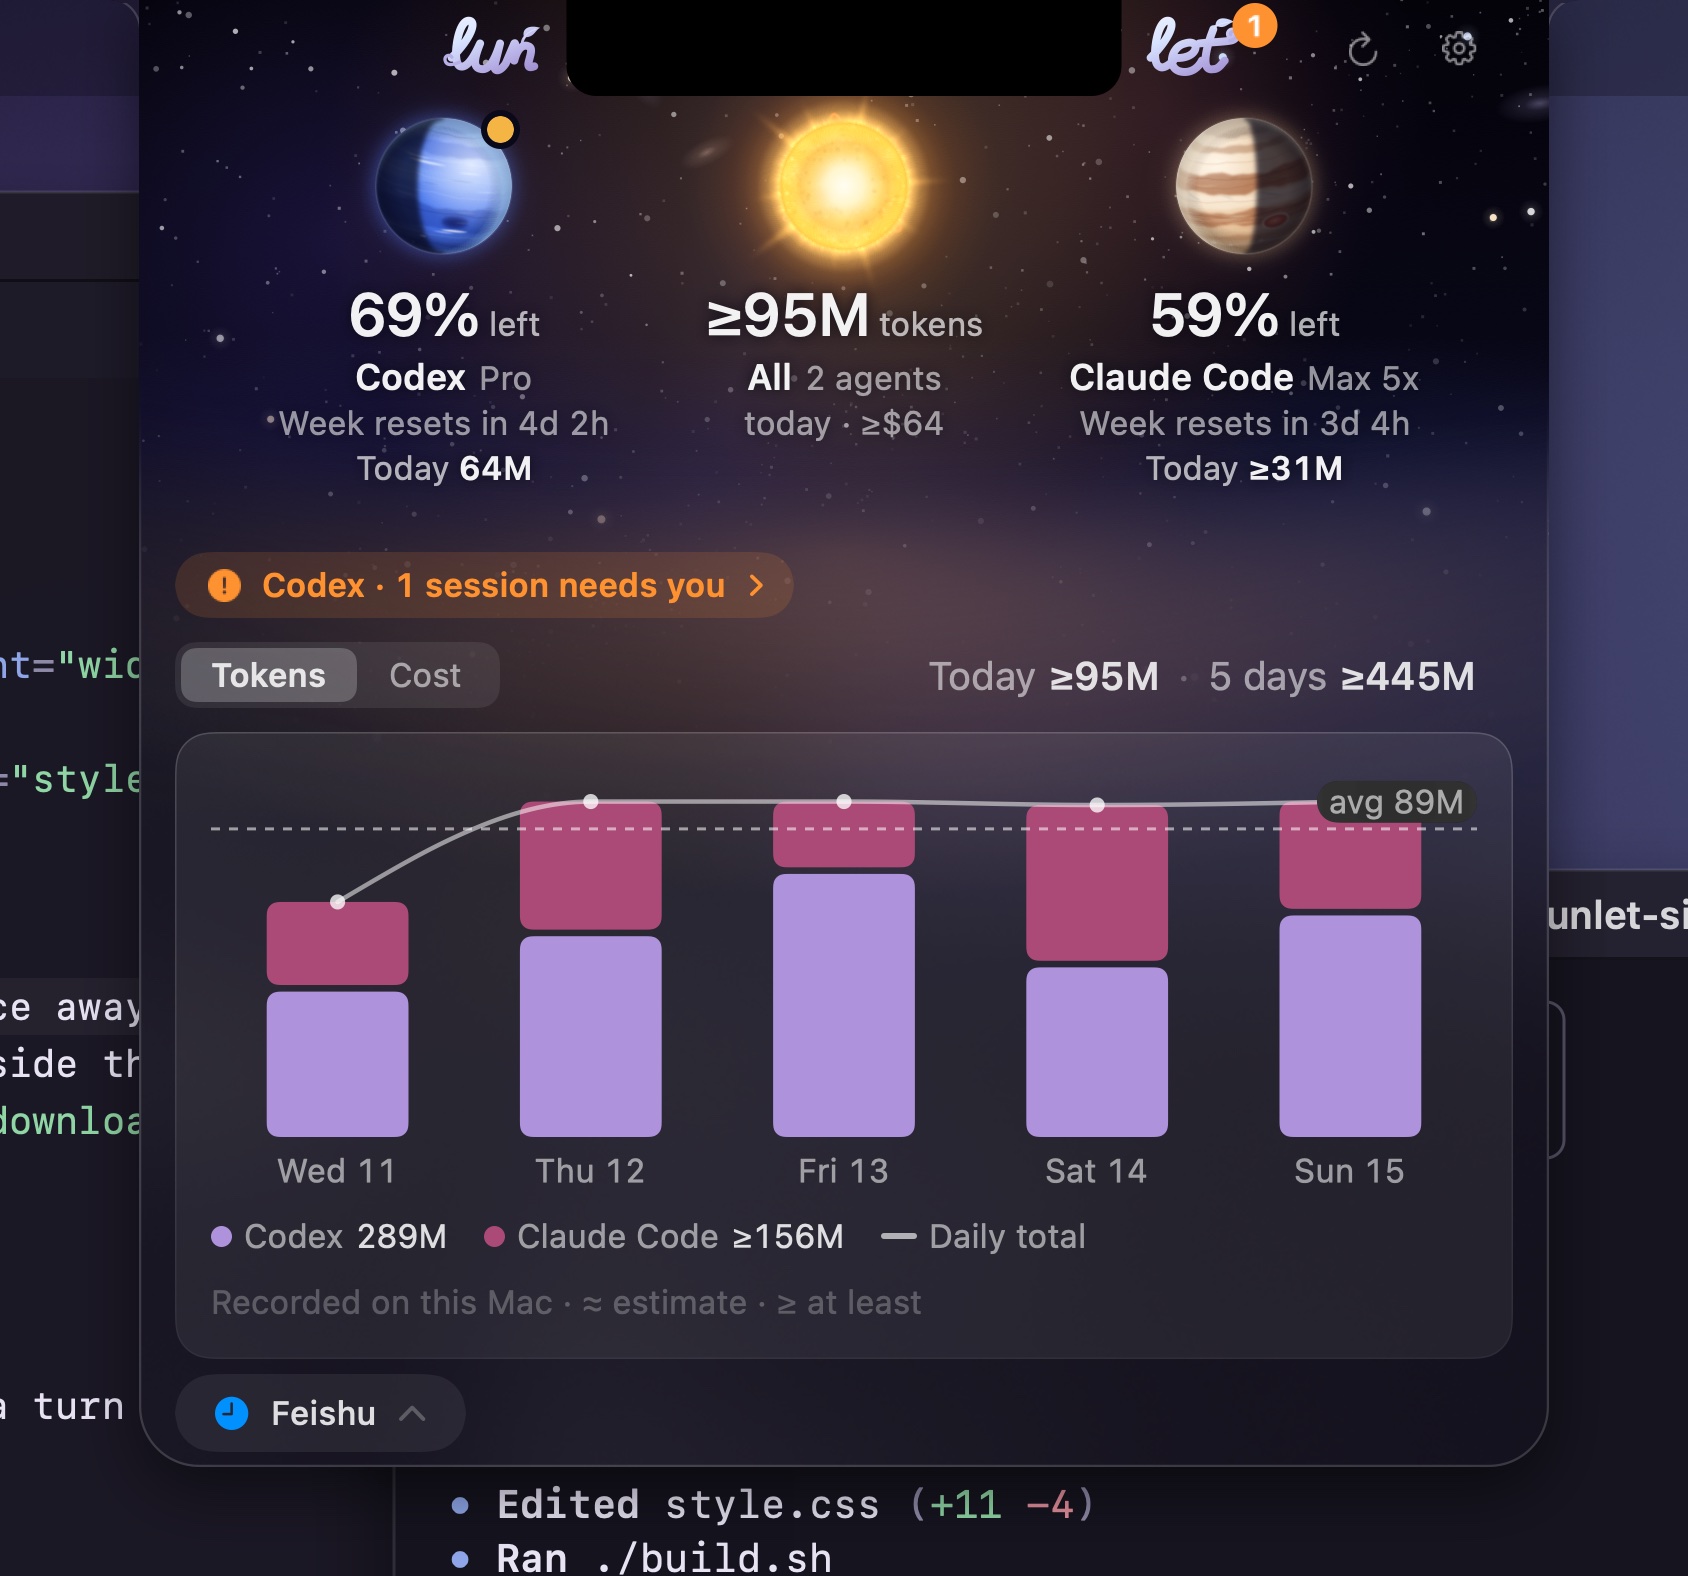 lun
let
1
69% left
Codex Pro
Week resets in 4d 2h
Today 64M
≥95M tokens
All 2 agents
today · ≥$64
59% left
Claude Code Max 5x
Week resets in 3d 4h
Today ≥31M
Codex · 1 session needs you
Tokens Cost
Today ≥95M · 5 days ≥445M
avg 89M
Wed 11 Thu 12 Fri 13 Sat 14 Sun 15
Codex 289M Claude Code ≥156M Daily total
Recorded on this Mac · ≈ estimate · ≥ at least
Feishu
nt="wid
="style
ce away
side th
downloa
a turn
unlet-si
Edited style.css (+11 −4)
Ran ./build.sh